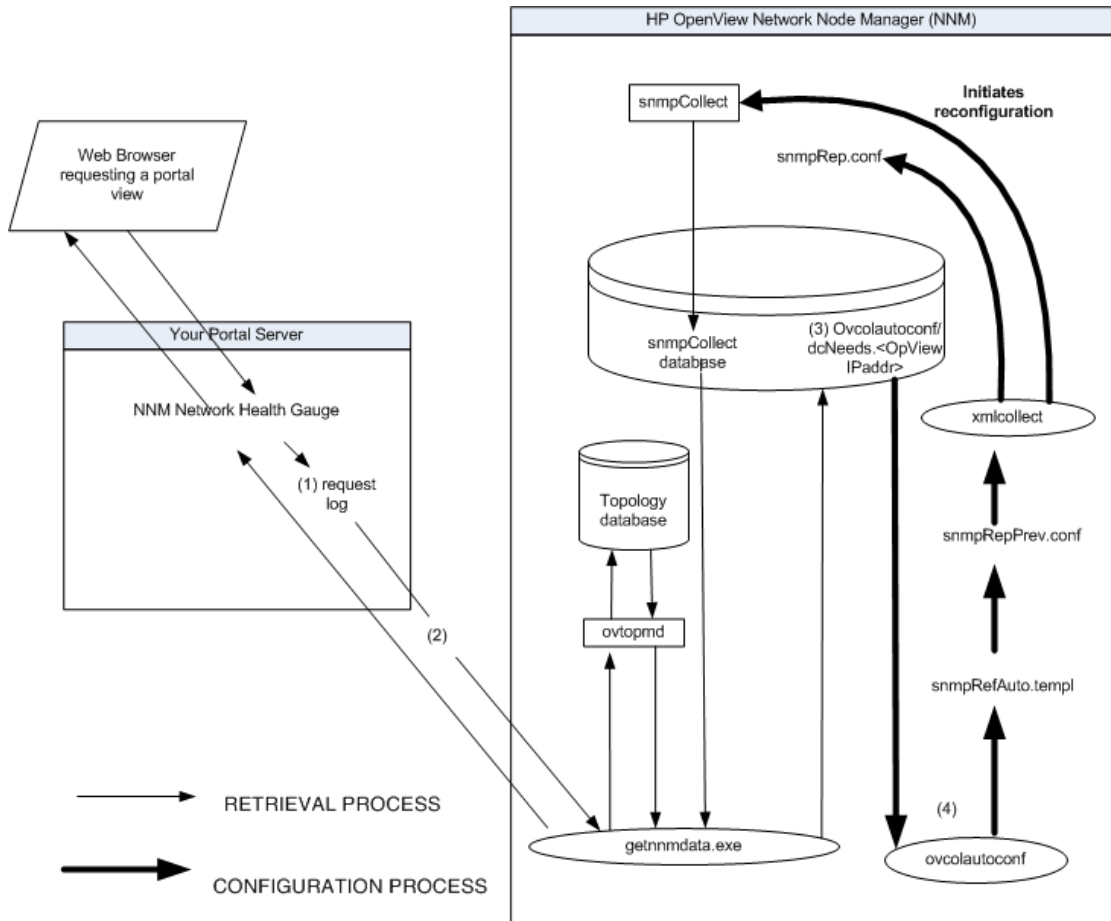 HP OpenView Network Node Manager (NNM)
snmpCollect
Initiates
reconfiguration
snmpRep.conf
Web Browser
requesting a portal
view
Your Portal Server
NNM Network Health Gauge
(1) request
log
(2)
snmpCollect
database
(3) Ovcolautoconf/
dcNeeds.<OpView
IPaddr>
xmlcollect
Topology
database
snmpRepPrev.conf
ovtopmd
snmpRefAuto.templ
(4)
getnnmdata.exe
ovcolautoconf
RETRIEVAL PROCESS
CONFIGURATION PROCESS